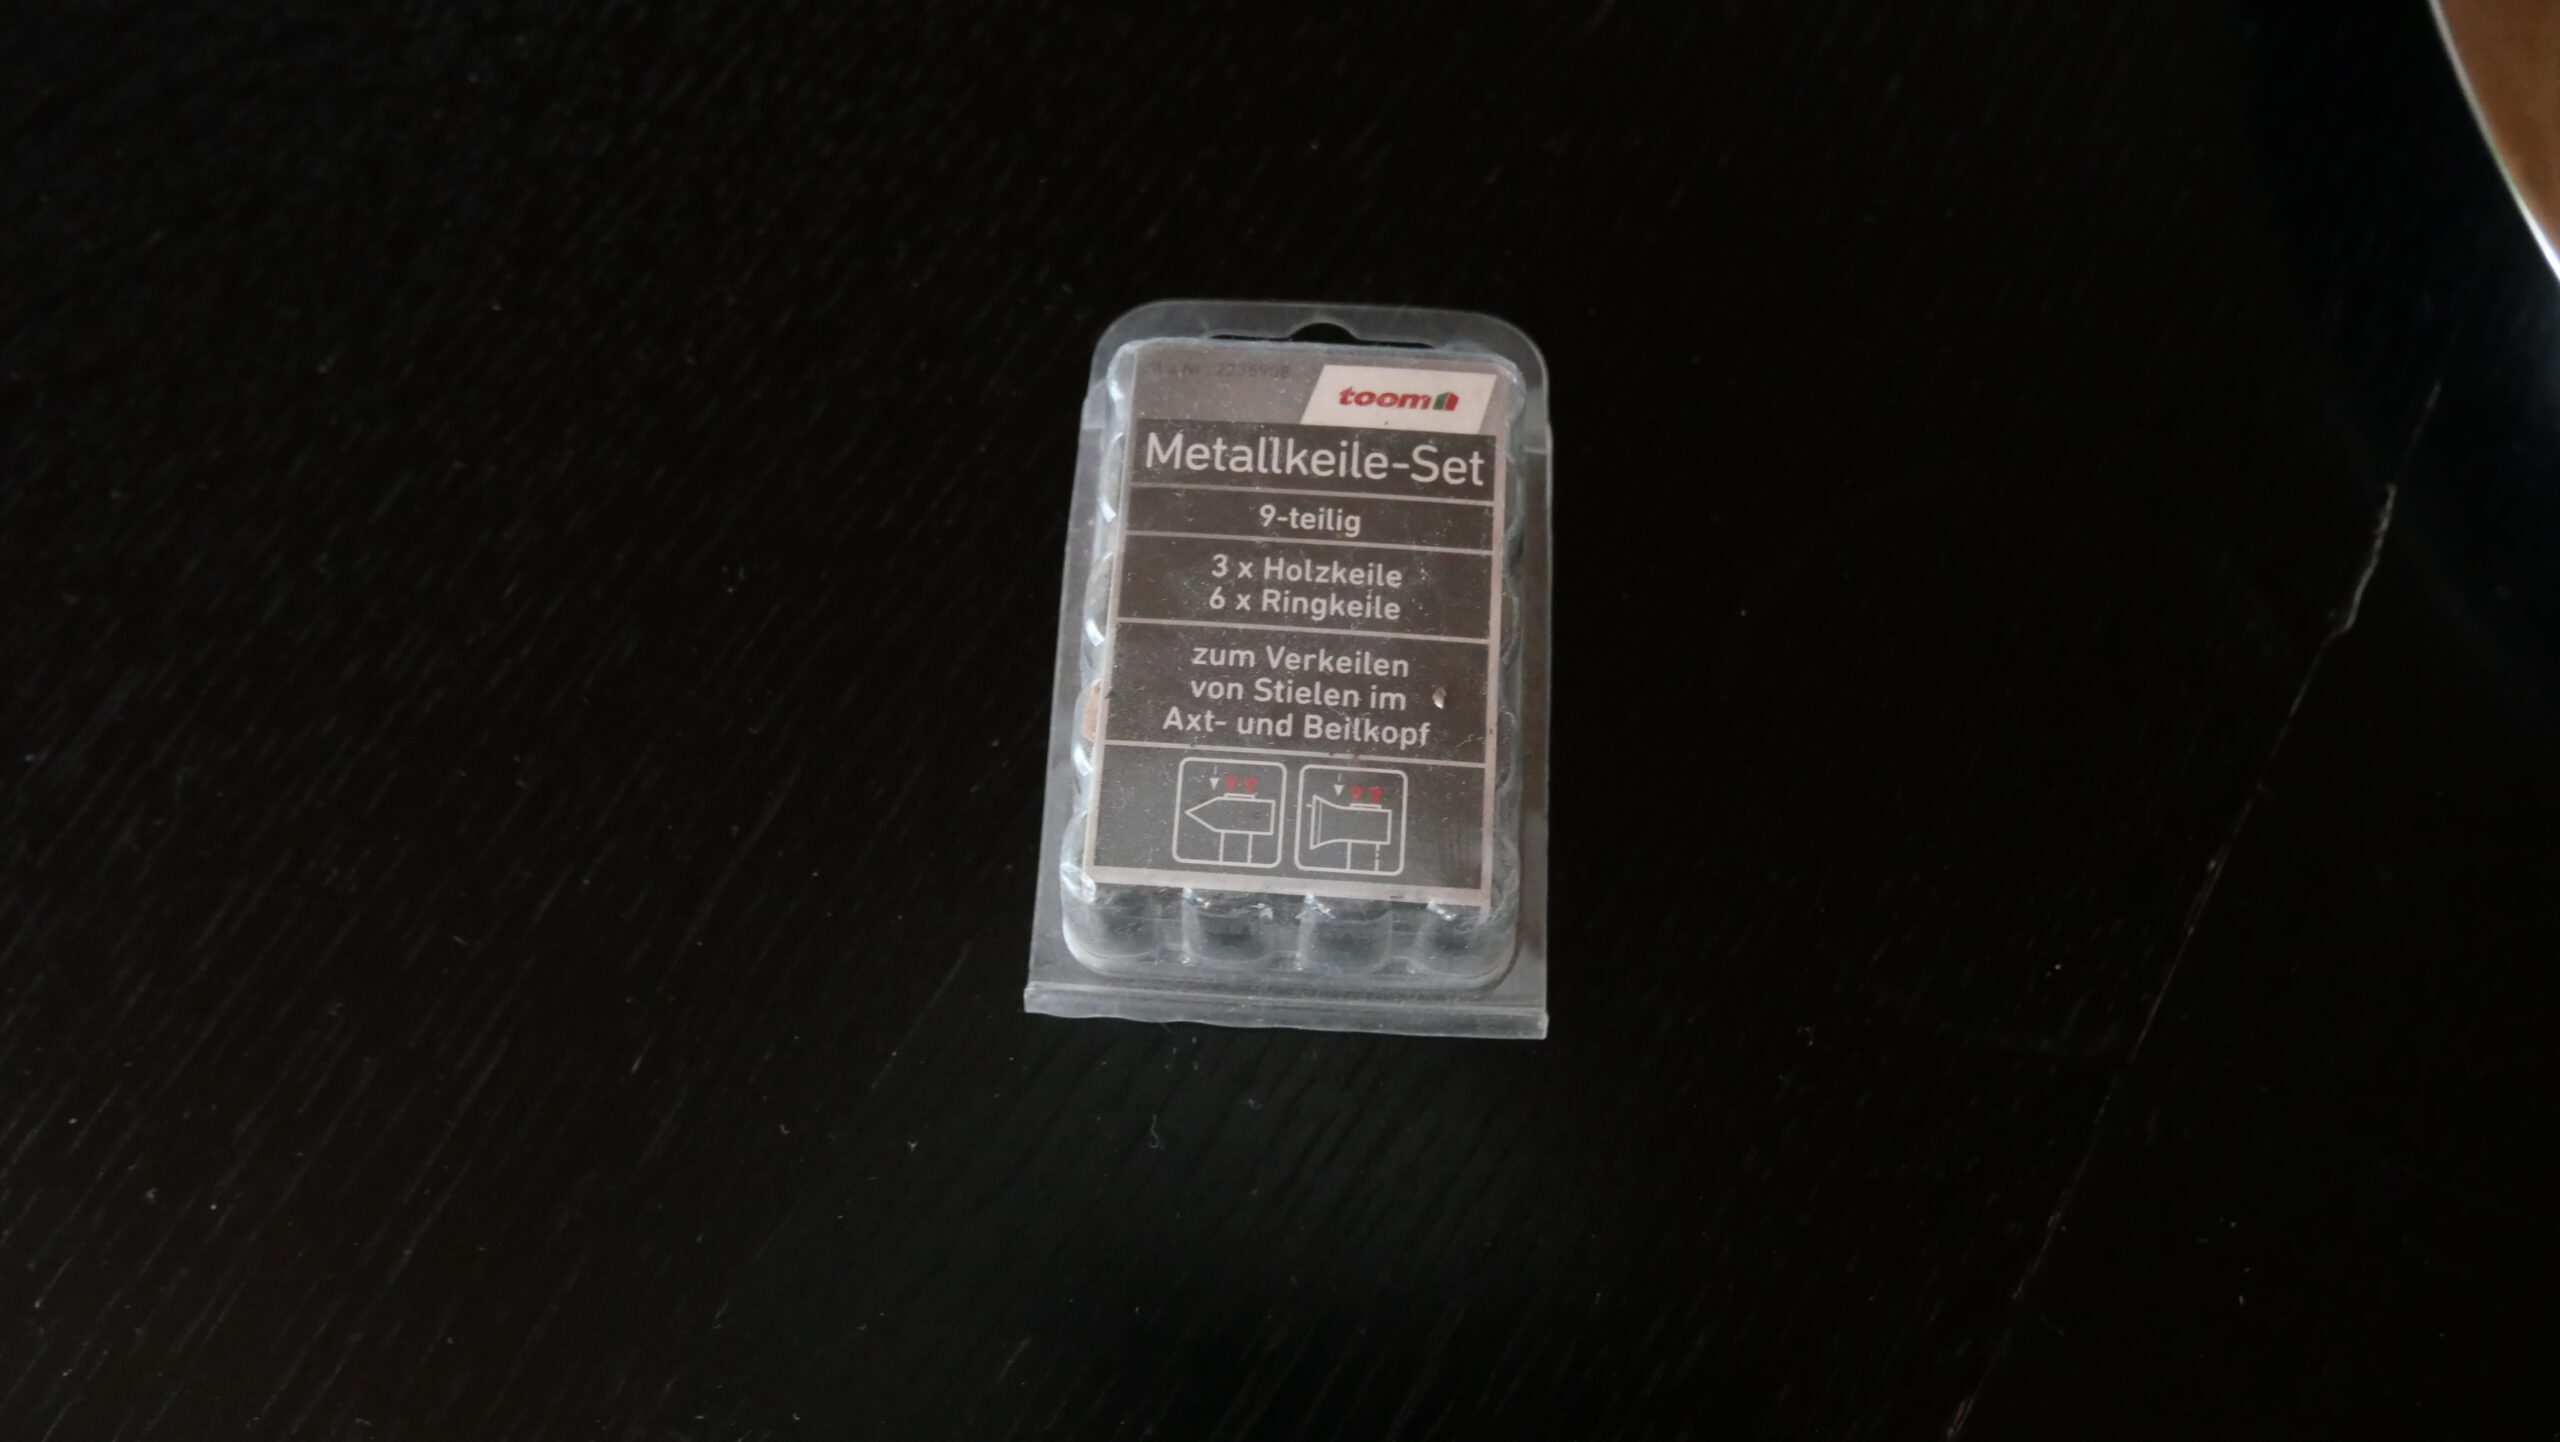 toom
Metallkeile-Set
9-teilig
3 x Holzkeile
6 x Ringkeile
zum Verkeilen
von Stielen im
Axt- und Beilkopf